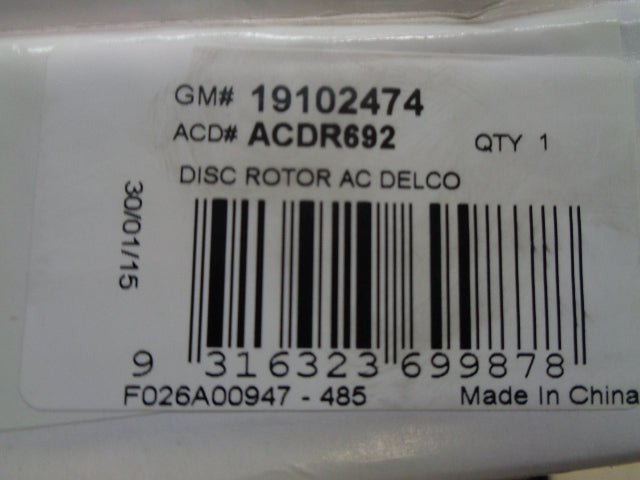 GM# 19102474
ACD# ACDR692
QTY 1
DISC ROTOR AC DELCO
30/01/15
9 316323 699878
F026A00947 - 485
Made In China